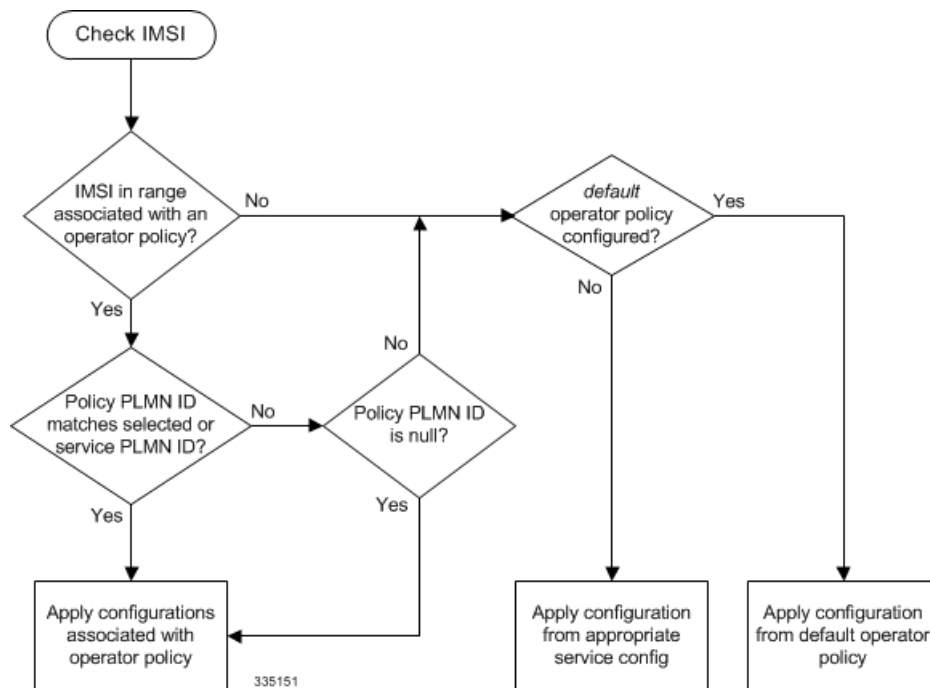 Check IMSI
IMSI in range
associated with an
operator policy?
No
default
operator policy
configured?
Yes
Yes
No
No
Policy PLMN ID
matches selected or
service PLMN ID?
No
Policy PLMN ID
is null?
Yes
Yes
Apply configurations
associated with
operator policy
Apply configuration
from appropriate
service config
Apply configuration
from default operator
policy
335151